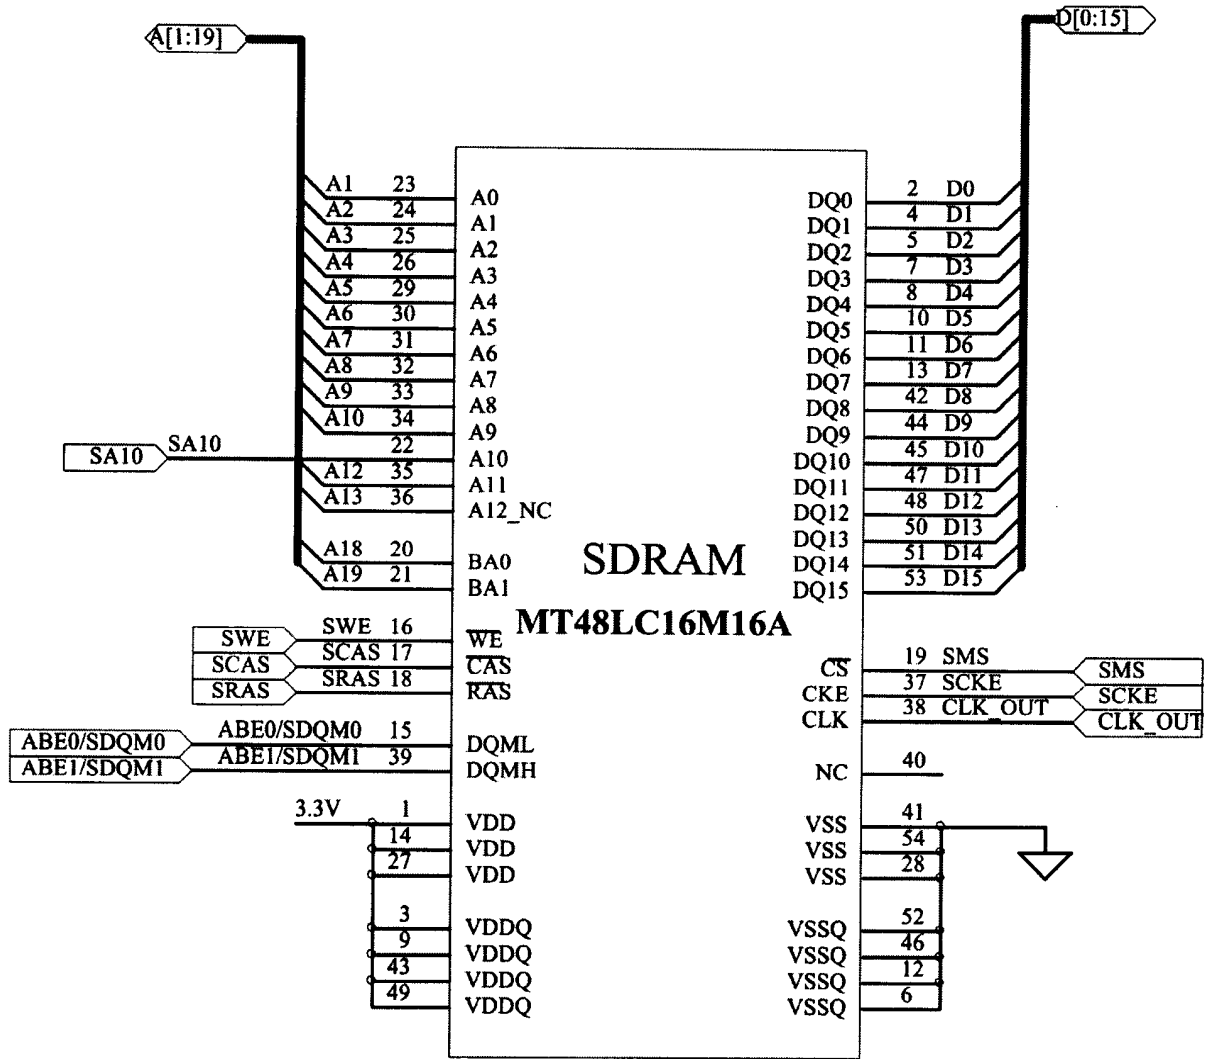 A[1:19] D[0:15]
A1 23 A0 DQ0 2 D0
A2 24 A1 DQ1 4 D1
A3 25 A2 DQ2 5 D2
A4 26 A3 DQ3 7 D3
A5 29 A4 DQ4 8 D4
A6 30 A5 DQ5 10 D5
A7 31 A6 DQ6 11 D6
A8 32 A7 DQ7 13 D7
A9 33 A8 DQ8 42 D8
A10 34 A9 DQ9 44 D9
SA10 SA10 22 A10 DQ10 45 D10
A12 35 A11 DQ11 47 D11
A13 36 A12_NC DQ12 48 D12
DQ13 50 D13
A18 20 BA0 SDRAM DQ14 51 D14
A19 21 BA1 DQ15 53 D15
MT48LC16M16A
SWE SWE 16 WE
SCAS SCAS 17 CAS CS 19 SMS SMS
SRAS SRAS 18 RAS CKE 37 SCKE SCKE
CLK 38 CLK_OUT CLK_OUT
ABE0/SDQM0 ABE0/SDQM0 15 DQML
ABE1/SDQM1 ABE1/SDQM1 39 DQMH NC 40
3.3V 1 VDD VSS 41
14 VDD VSS 54
27 VDD VSS 28
3 VDDQ VSSQ 52
9 VDDQ VSSQ 46
43 VDDQ VSSQ 12
49 VDDQ VSSQ 6